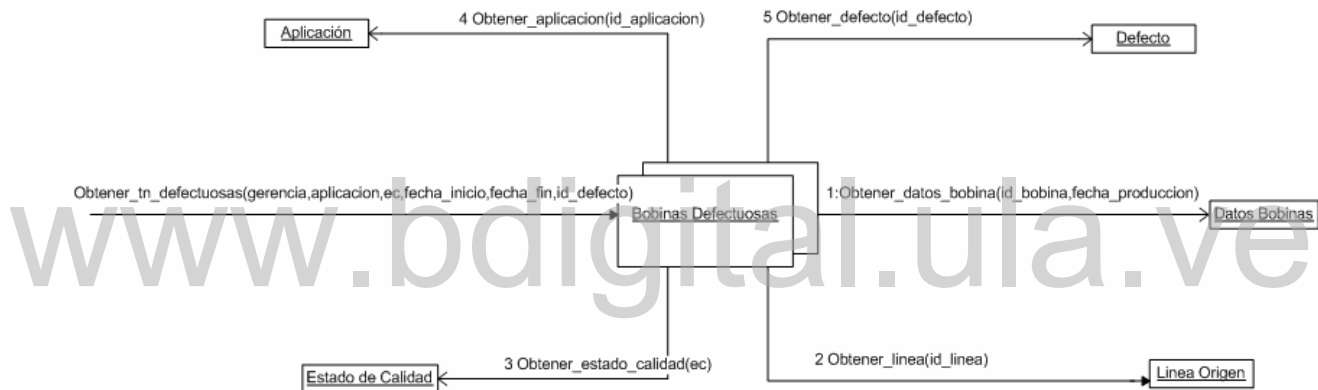 4 Obtener_aplicacion(id_aplicacion)
5 Obtener_defecto(id_defecto)
Aplicación
Defecto
Obtener_tn_defectuosas(gerencia,aplicacion,ec,fecha_inicio,fecha_fin,id_defecto)
1:Obtener_datos_bobina(id_bobina,fecha_produccion)
Bobinas Defectuosas
Datos Bobinas
www.bdigital.ula.ve
3 Obtener_estado_calidad(ec)
2 Obtener_linea(id_linea)
Estado de Calidad
Linea Origen